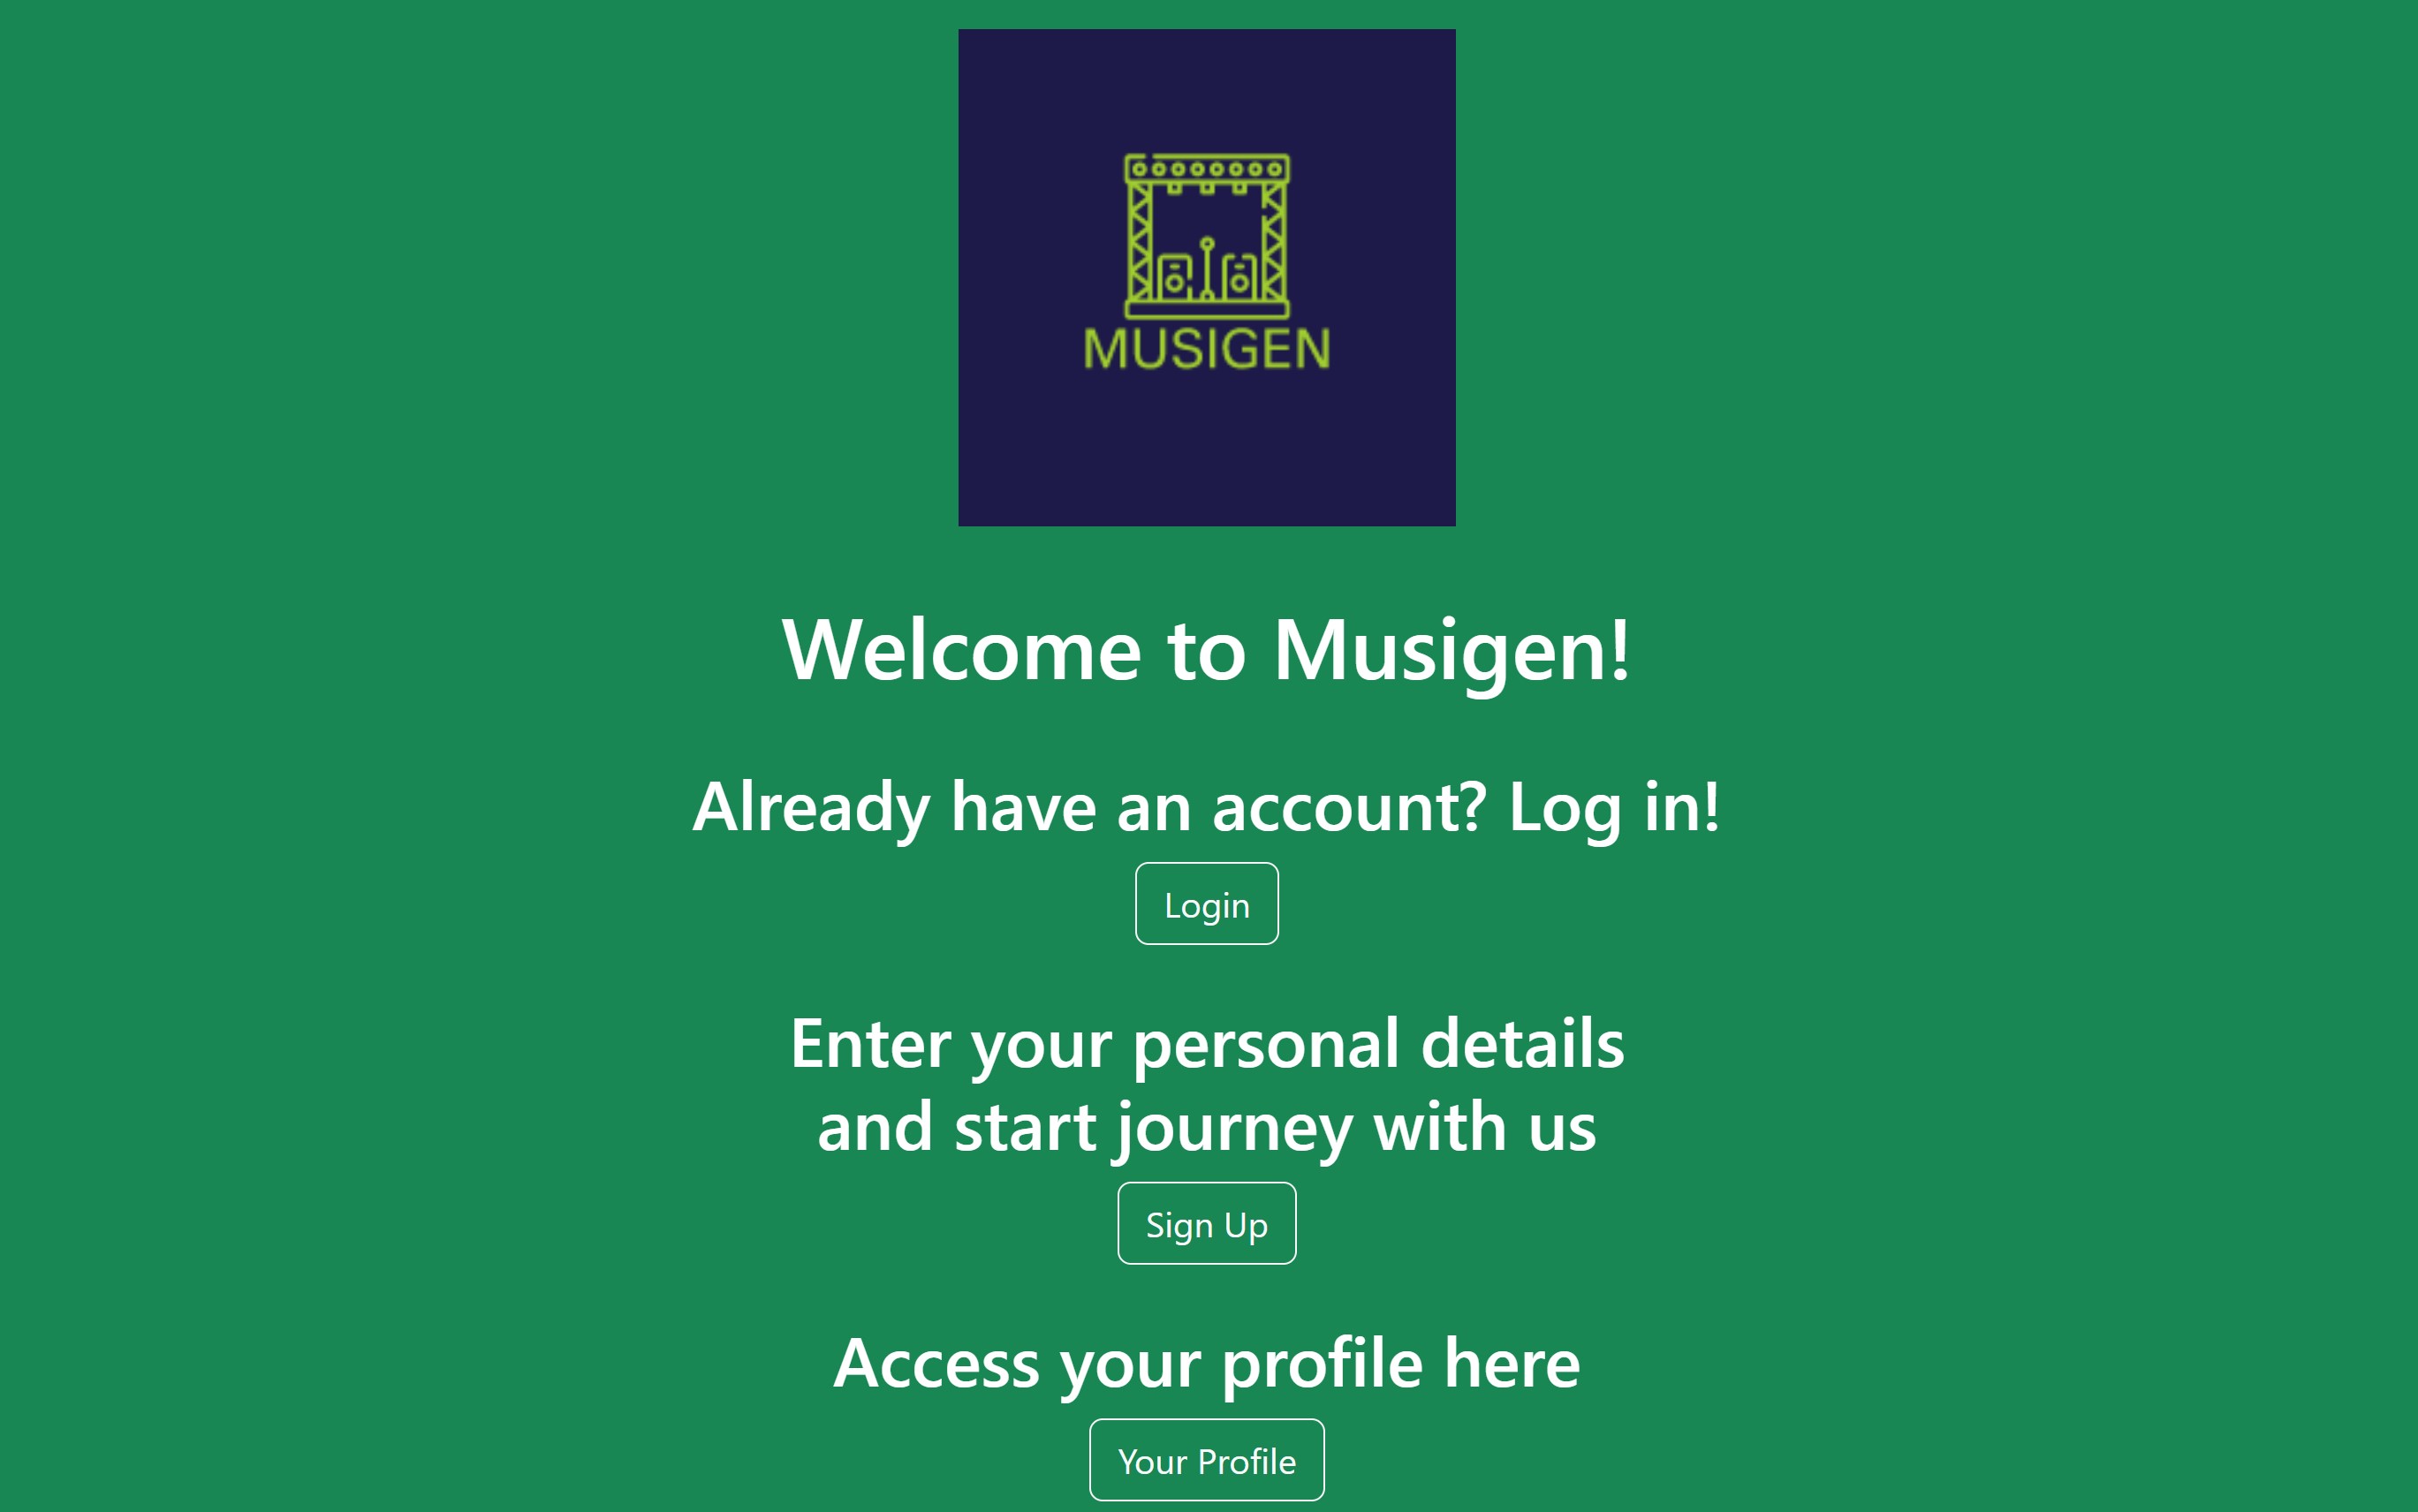 MUSIGEN
Welcome to Musigen!
Already have an account? Log in!
Login
Enter your personal details
and start journey with us
Sign Up
Access your profile here
Your Profile